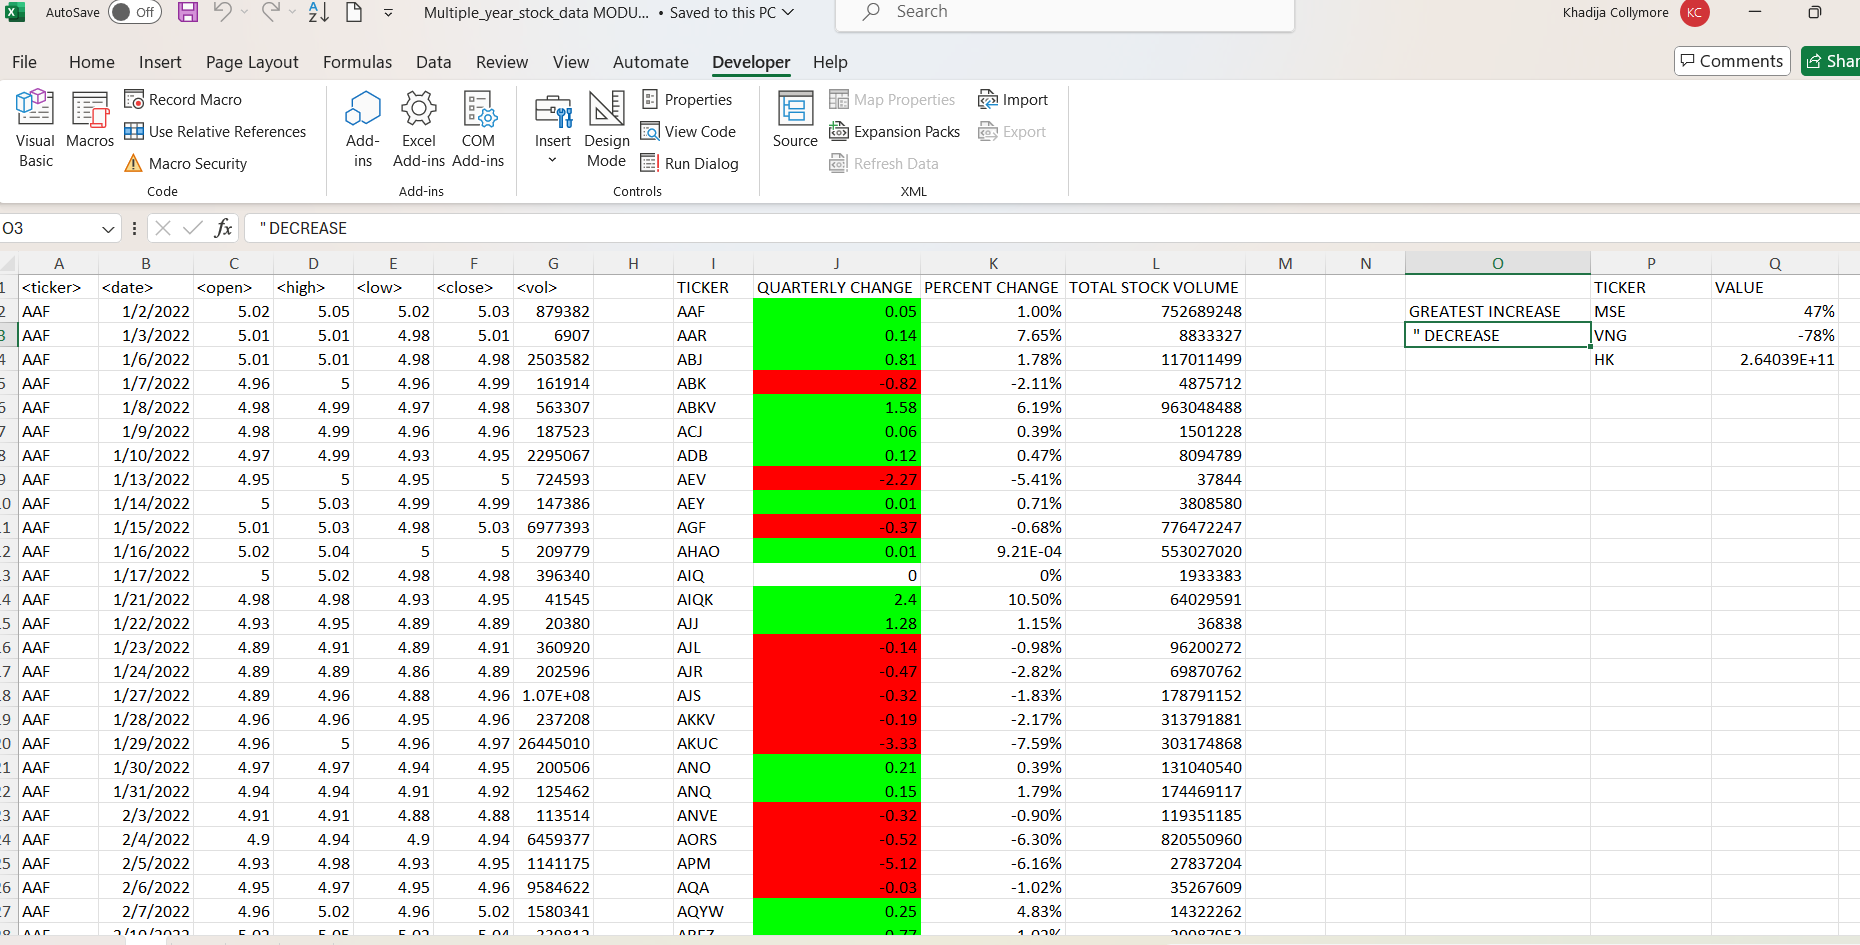 AutoSave Off Multiple_year_stock_data MODU... • Saved to this PC Search Khadija Collymore KC
File Home Insert Page Layout Formulas Data Review View Automate Developer Help Comments Shar
Visual Basic
Macros
Record Macro
Use Relative References
Macro Security
Code
Add-ins
Excel Add-ins
COM Add-ins
Add-ins
Insert
Design Mode
Properties
View Code
Run Dialog
Controls
Source
Map Properties
Expansion Packs
Refresh Data
Import
Export
XML
O3 fx " DECREASE
A B C D E F G H I J K L M N O P Q
1 <ticker> <date> <open> <high> <low> <close> <vol> TICKER QUARTERLY CHANGE PERCENT CHANGE TOTAL STOCK VOLUME TICKER VALUE
2 AAF 1/2/2022 5.02 5.05 5.02 5.03 879382 AAF 0.05 1.00% 752689248 GREATEST INCREASE MSE 47%
3 AAF 1/3/2022 5.01 5.01 4.98 5.01 6907 AAR 0.14 7.65% 8833327 " DECREASE VNG -78%
4 AAF 1/6/2022 5.01 5.01 4.98 4.98 2503582 ABJ 0.81 1.78% 117011499 HK 2.64039E+11
5 AAF 1/7/2022 4.96 5 4.96 4.99 161914 ABK -0.82 -2.11% 4875712
6 AAF 1/8/2022 4.98 4.99 4.97 4.98 563307 ABKV 1.58 6.19% 963048488
7 AAF 1/9/2022 4.98 4.99 4.96 4.96 187523 ACJ 0.06 0.39% 1501228
8 AAF 1/10/2022 4.97 4.99 4.93 4.95 2295067 ADB 0.12 0.47% 8094789
9 AAF 1/13/2022 4.95 5 4.95 5 724593 AEV -2.27 -5.41% 37844
0 AAF 1/14/2022 5 5.03 4.99 4.99 147386 AEY 0.01 0.71% 3808580
1 AAF 1/15/2022 5.01 5.03 4.98 5.03 6977393 AGF -0.37 -0.68% 776472247
2 AAF 1/16/2022 5.02 5.04 5 5 209779 AHAO 0.01 9.21E-04 553027020
3 AAF 1/17/2022 5 5.02 4.98 4.98 396340 AIQ 0 0% 1933383
4 AAF 1/21/2022 4.98 4.98 4.93 4.95 41545 AIQK 2.4 10.50% 64029591
5 AAF 1/22/2022 4.93 4.95 4.89 4.89 20380 AJJ 1.28 1.15% 36838
6 AAF 1/23/2022 4.89 4.91 4.89 4.91 360920 AJL -0.14 -0.98% 96200272
7 AAF 1/24/2022 4.89 4.89 4.86 4.89 202596 AJR -0.47 -2.82% 69870762
8 AAF 1/27/2022 4.89 4.96 4.88 4.96 1.07E+08 AJS -0.32 -1.83% 178791152
9 AAF 1/28/2022 4.96 4.96 4.95 4.96 237208 AKKV -0.19 -2.17% 313791881
0 AAF 1/29/2022 4.96 5 4.96 4.97 26445010 AKUC -3.33 -7.59% 303174868
1 AAF 1/30/2022 4.97 4.97 4.94 4.95 200506 ANO 0.21 0.39% 131040540
2 AAF 1/31/2022 4.94 4.94 4.91 4.92 125462 ANQ 0.15 1.79% 174469117
3 AAF 2/3/2022 4.91 4.91 4.88 4.88 113514 ANVE -0.32 -0.90% 119351185
4 AAF 2/4/2022 4.9 4.94 4.9 4.94 6459377 AORS -0.52 -6.30% 820550960
5 AAF 2/5/2022 4.93 4.98 4.93 4.95 1141175 APM -5.12 -6.16% 27837204
6 AAF 2/6/2022 4.95 4.97 4.95 4.96 9584622 AQA -0.03 -1.02% 35267609
7 AAF 2/7/2022 4.96 5.02 4.96 5.02 1580341 AQYW 0.25 4.83% 14322262